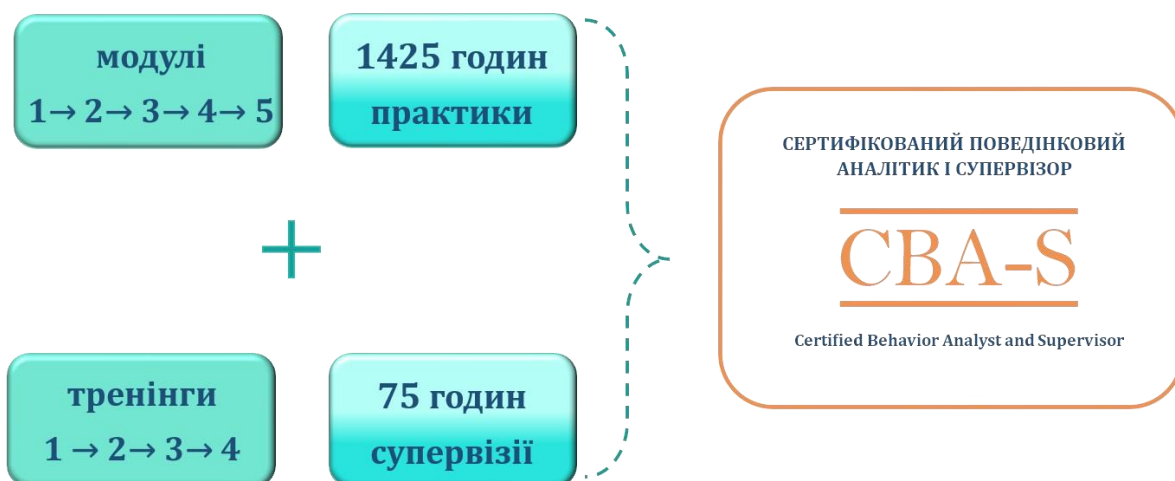 модулі
1→ 2→ 3→ 4→ 5
1425 годин
практики
+
тренінги
1 → 2→ 3→ 4
75 годин
супервізії
СЕРТИФІКОВАНИЙ ПОВЕДІНКОВИЙ
АНАЛІТИК І СУПЕРВІЗОР
CBA-S
Certified Behavior Analyst and Supervisor